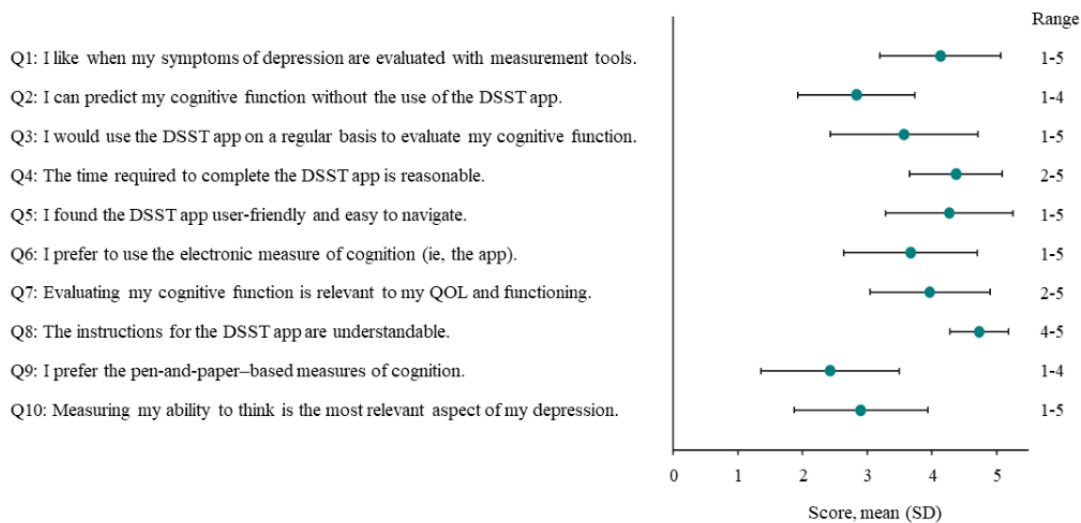 Range
Q1: I like when my symptoms of depression are evaluated with measurement tools. 1-5
Q2: I can predict my cognitive function without the use of the DSST app. 1-4
Q3: I would use the DSST app on a regular basis to evaluate my cognitive function. 1-5
Q4: The time required to complete the DSST app is reasonable. 2-5
Q5: I found the DSST app user-friendly and easy to navigate. 1-5
Q6: I prefer to use the electronic measure of cognition (ie, the app). 1-5
Q7: Evaluating my cognitive function is relevant to my QOL and functioning. 2-5
Q8: The instructions for the DSST app are understandable. 4-5
Q9: I prefer the pen-and-paper–based measures of cognition. 1-4
Q10: Measuring my ability to think is the most relevant aspect of my depression. 1-5
0 1 2 3 4 5
Score, mean (SD)